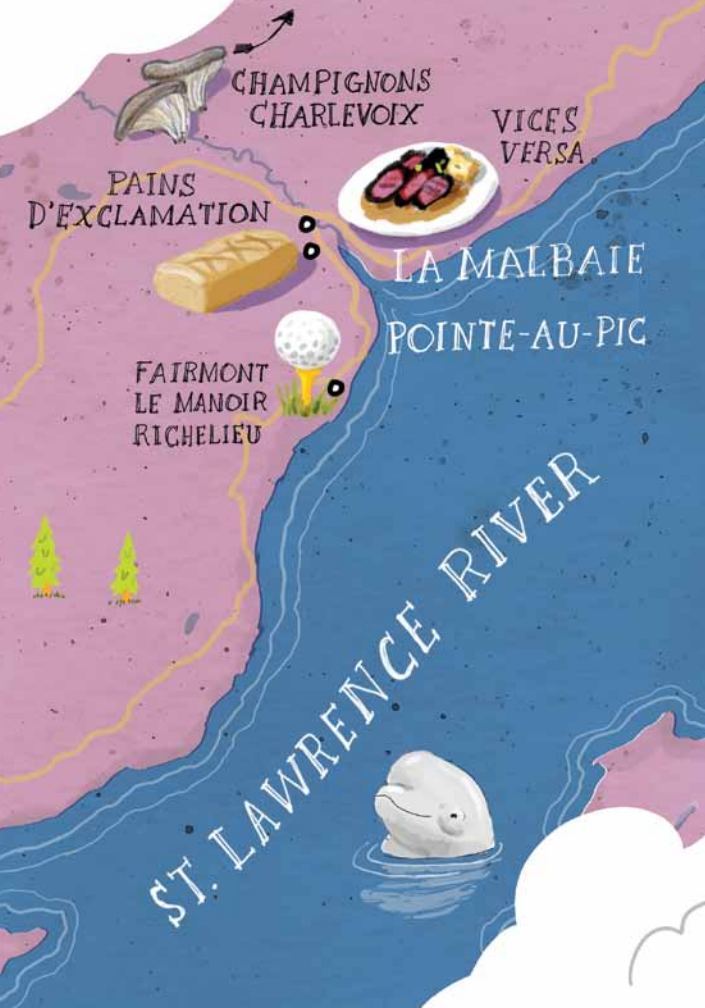 CHAMPIGNONS
CHARLEVOIX
VICES
VERSA
PAINS
D'EXCLAMATION
LA MALBAIE
POINTE-AU-PIC
FAIRMONT
LE MANOIR
RICHELIEU
ST. LAWRENCE RIVER